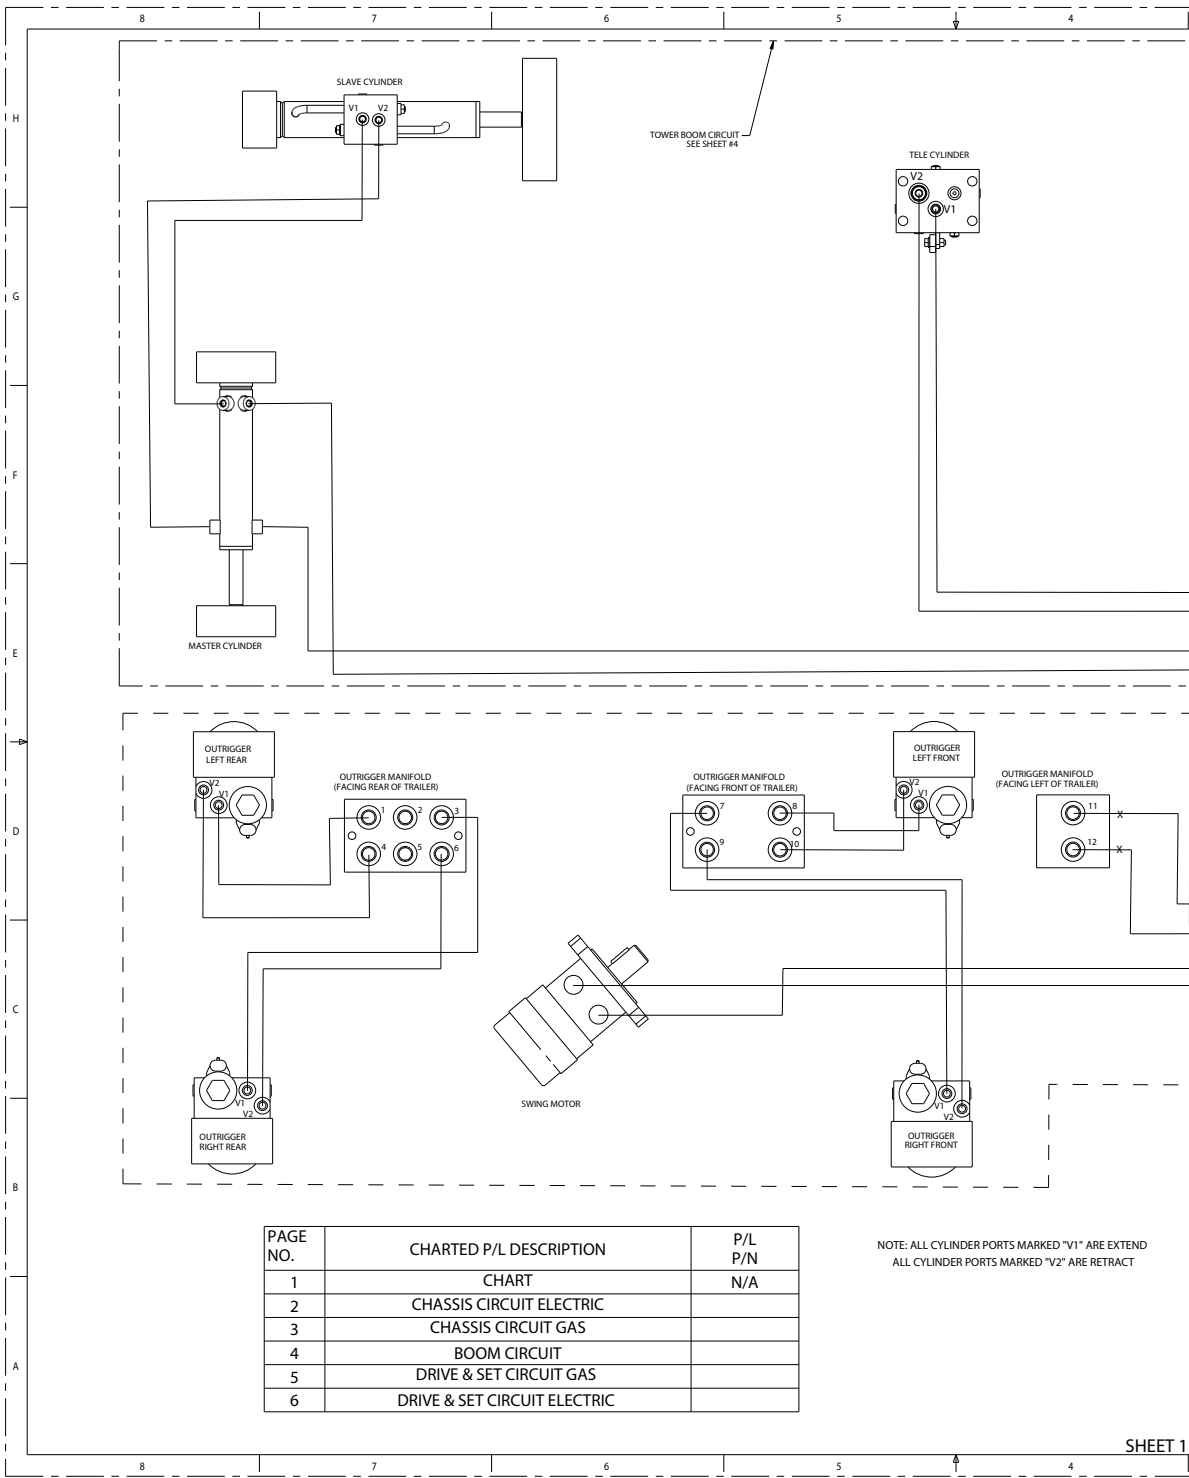 8 7 6 5 4
H
SLAVE CYLINDER
V1 V2
TOWER BOOM CIRCUIT
SEE SHEET #4
TELE CYLINDER
V2
V1
G
F
E
MASTER CYLINDER
OUTRIGGER
LEFT REAR
V2
V1
OUTRIGGER MANIFOLD
(FACING REAR OF TRAILER)
1 2 3
4 5 6
OUTRIGGER MANIFOLD
(FACING FRONT OF TRAILER)
7 8
9 10
OUTRIGGER
LEFT FRONT
V2
V1
OUTRIGGER MANIFOLD
(FACING LEFT OF TRAILER)
11 X
12 X
D
C
SWING MOTOR
V1
V2
OUTRIGGER
RIGHT REAR
V1
V2
OUTRIGGER
RIGHT FRONT
B
PAGE NO. CHARTED P/L DESCRIPTION P/L P/N
1 CHART N/A
2 CHASSIS CIRCUIT ELECTRIC
3 CHASSIS CIRCUIT GAS
4 BOOM CIRCUIT
5 DRIVE & SET CIRCUIT GAS
6 DRIVE & SET CIRCUIT ELECTRIC
NOTE: ALL CYLINDER PORTS MARKED "V1" ARE EXTEND
ALL CYLINDER PORTS MARKED "V2" ARE RETRACT
A
SHEET 1
8 7 6 5 4